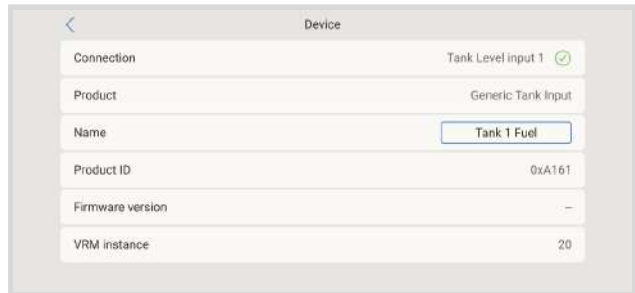 Device
Connection Tank Level input 1
Product Generic Tank Input
Name Tank 1 Fuel
Product ID 0xA161
Firmware version –
VRM instance 20